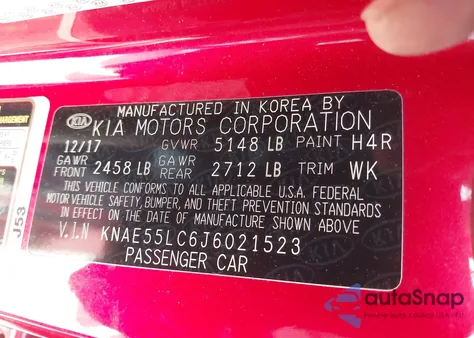 MANUFACTURED IN KOREA BY
KIA KIA MOTORS CORPORATION
12/17 GVWR 5148 LB PAINT H4R
GAWR GAWR
FRONT 2458 LB REAR 2712 LB TRIM WK
THIS VEHICLE CONFORMS TO ALL APPLICABLE U.S.A. FEDERAL
MOTOR VEHICLE SAFETY, BUMPER, AND THEFT PREVENTION STANDARDS
IN EFFECT ON THE DATE OF MANUFACTURE SHOWN ABOVE
V.I.N KNAE55LC6J6021523
PASSENGER CAR
J53
autoSnap